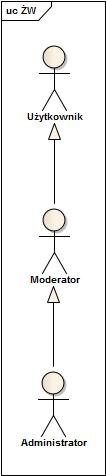 uc ŻW
Użytkownik
Moderator
Administrator